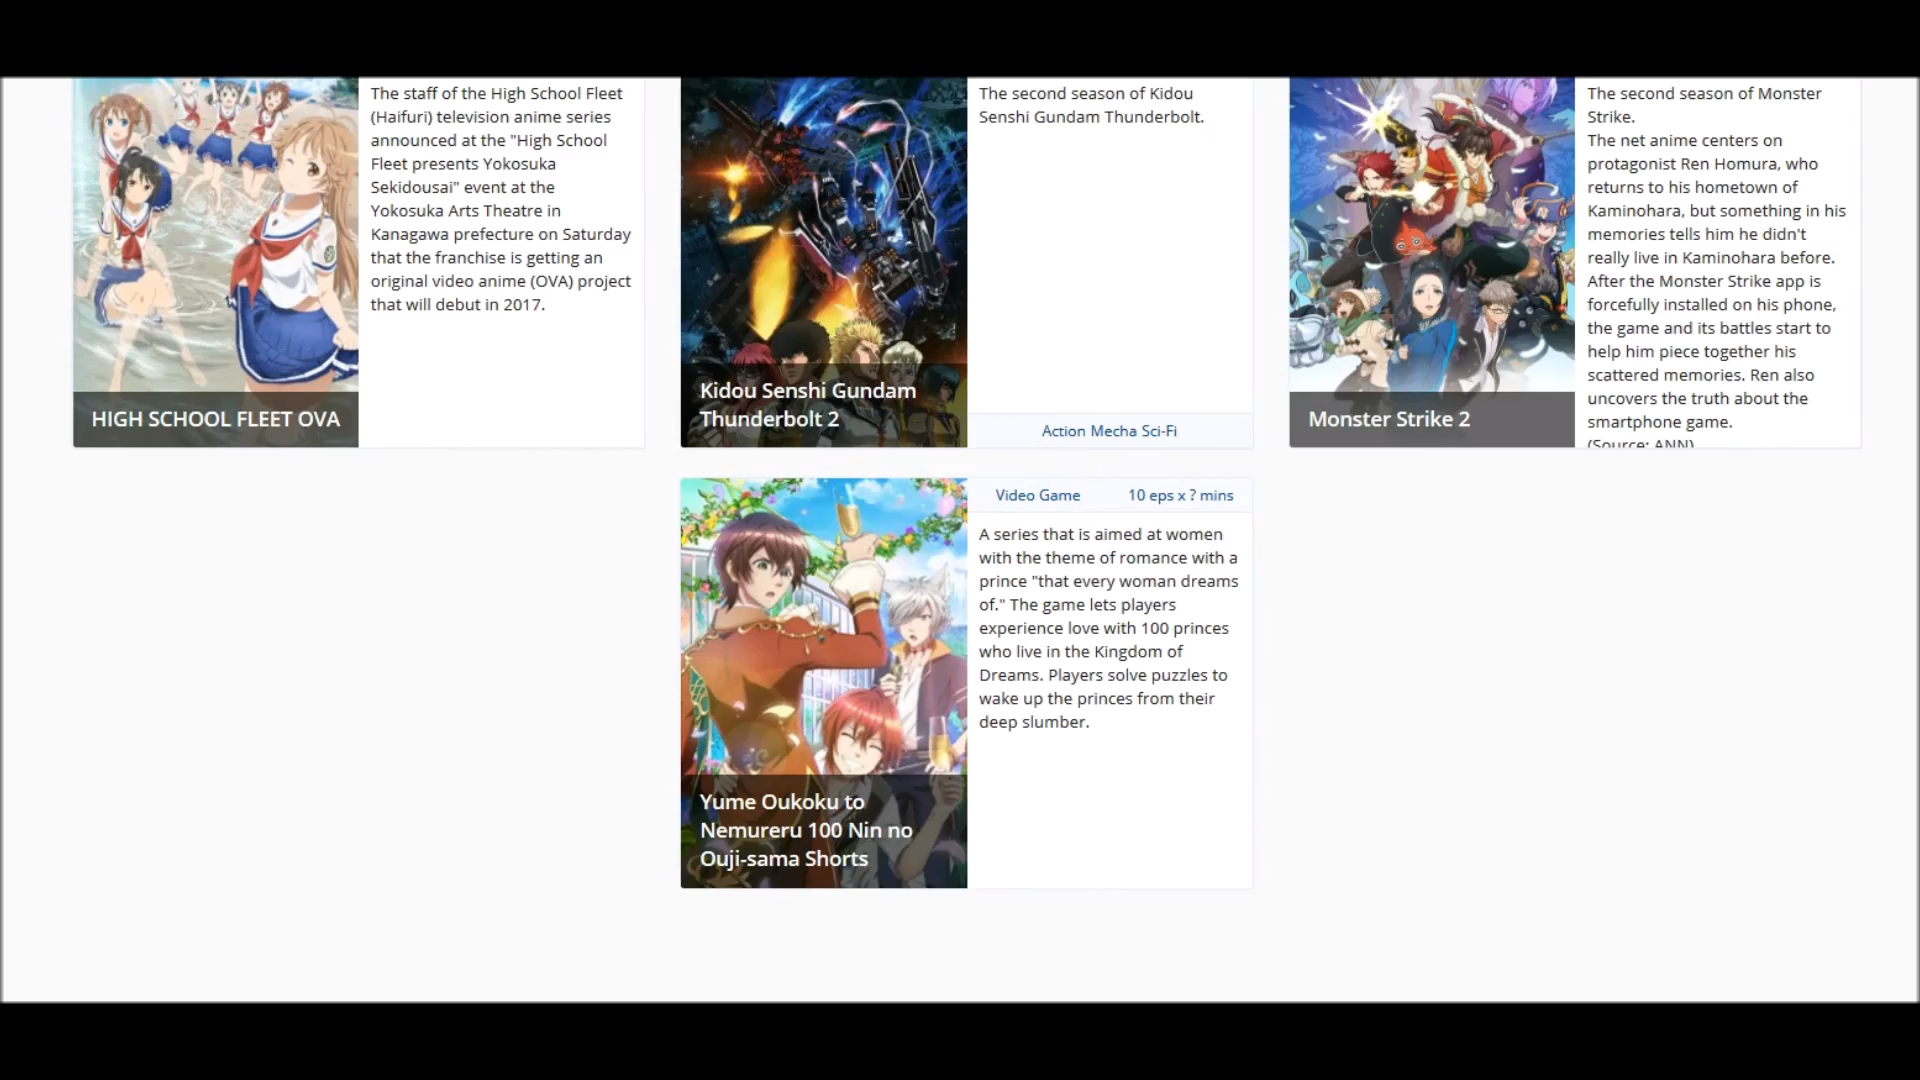 The staff of the High School Fleet
(Haifuri) television anime series
announced at the "High School
Fleet presents Yokosuka
Sekidousai" event at the
Yokosuka Arts Theatre in
Kanagawa prefecture on Saturday
that the franchise is getting an
original video anime (OVA) project
that will debut in 2017.
HIGH SCHOOL FLEET OVA
The second season of Kidou
Senshi Gundam Thunderbolt.
Kidou Senshi Gundam
Thunderbolt 2
Action Mecha Sci-Fi
The second season of Monster
Strike.
The net anime centers on
protagonist Ren Homura, who
returns to his hometown of
Kaminohara, but something in his
memories tells him he didn't
really live in Kaminohara before.
After the Monster Strike app is
forcefully installed on his phone,
the game and its battles start to
help him piece together his
scattered memories. Ren also
uncovers the truth about the
smartphone game.
(Source: ANN)
Monster Strike 2
Video Game 10 eps x ? mins
A series that is aimed at women
with the theme of romance with a
prince "that every woman dreams
of." The game lets players
experience love with 100 princes
who live in the Kingdom of
Dreams. Players solve puzzles to
wake up the princes from their
deep slumber.
Yume Oukoku to
Nemureru 100 Nin no
Ouji-sama Shorts